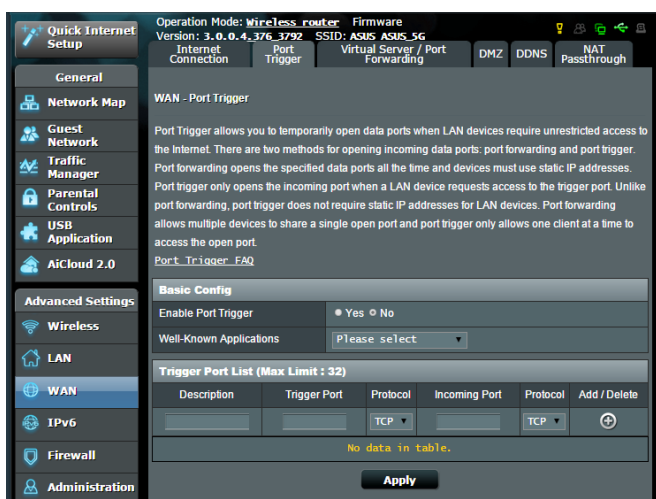 Quick Internet
Setup
General
Network Map
Guest
Network
Traffic
Manager
Parental
Controls
USB
Application
AiCloud 2.0
Advanced Settings
Wireless
LAN
WAN
IPv6
Firewall
Administration
Operation Mode: Wireless router Firmware
Version: 3.0.0.4.376_3792 SSID: ASUS ASUS_5G
Internet
Connection
Port
Trigger
Virtual Server / Port
Forwarding
DMZ
DDNS
NAT
Passthrough
WAN - Port Trigger
Port Trigger allows you to temporarily open data ports when LAN devices require unrestricted access to
the Internet. There are two methods for opening incoming data ports: port forwarding and port trigger.
Port forwarding opens the specified data ports all the time and devices must use static IP addresses.
Port trigger only opens the incoming port when a LAN device requests access to the trigger port. Unlike
port forwarding, port trigger does not require static IP addresses for LAN devices. Port forwarding
allows multiple devices to share a single open port and port trigger only allows one client at a time to
access the open port.
Port Trigger FAQ
Basic Config
Enable Port Trigger Yes No
Well-Known Applications Please select
Trigger Port List (Max Limit : 32)
Description Trigger Port Protocol Incoming Port Protocol Add / Delete
TCP TCP
No data in table.
Apply